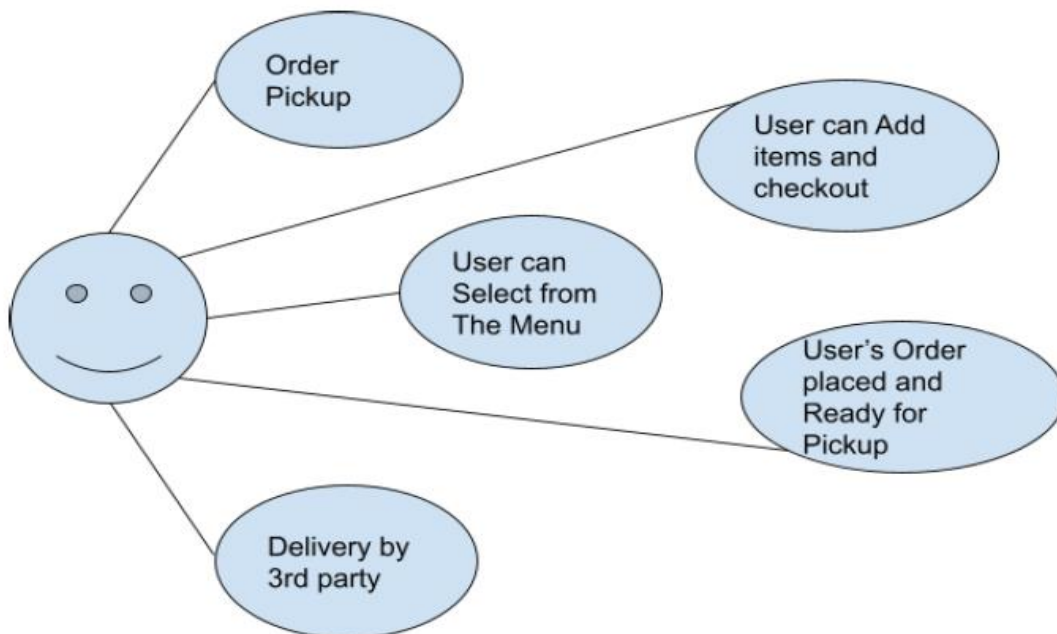 Order
Pickup
User can Add
items and
checkout
User can
Select from
The Menu
User’s Order
placed and
Ready for
Pickup
Delivery by
3rd party